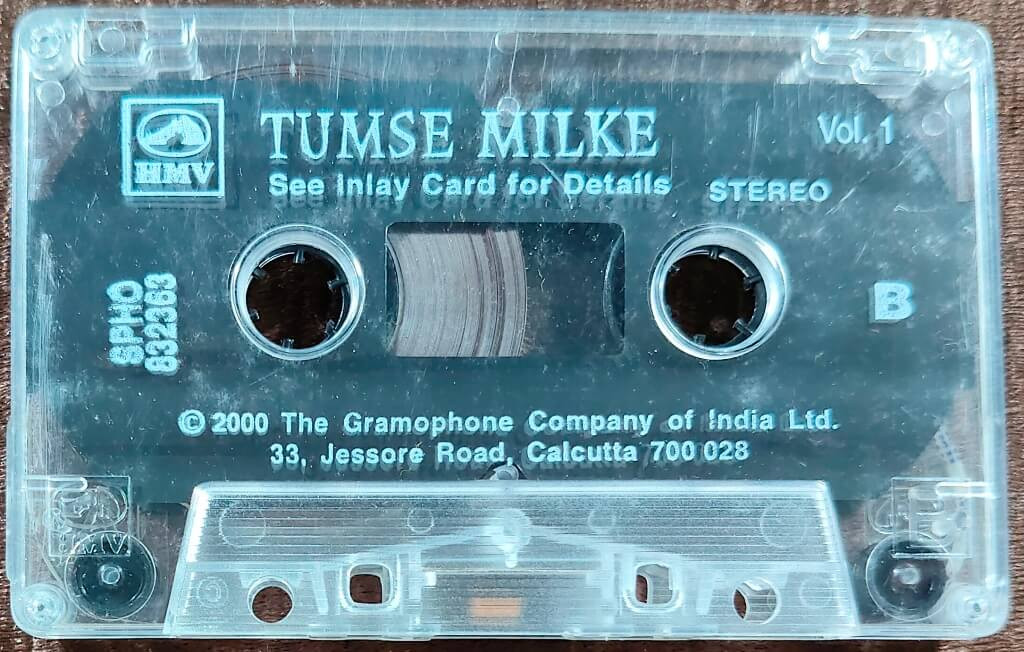 HMV
TUMSE MILKE
Vol. 1
See Inlay Card for Details
STEREO
SPHO
832363
B
© 2000 The Gramophone Company of India Ltd.
33, Jessore Road, Calcutta 700 028
HMV